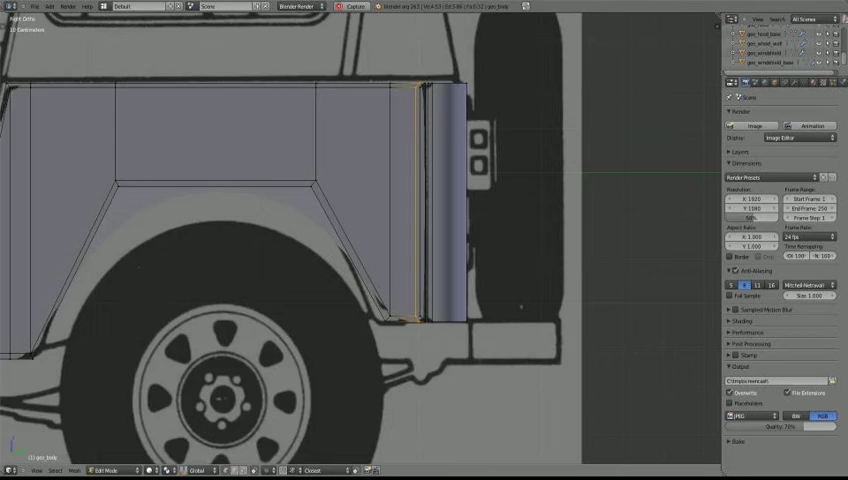 File Add Render Help Default Scene Blender Render Capture
View Search All Scenes
Right Ortho
10 Centimeters
geo_hood_base
geo_wheel_well
geo_windshield
geo_windshield_base
Scene
Render
Image Animation
Display: Image Editor
Layers
Dimensions
Render Presets
Resolution: Frame Range:
X: 1920 Start Frame: 1
Y: 1080 End Frame: 250
50% Frame Step: 1
Aspect Ratio: Frame Rate:
X: 1.000 24 fps
Y: 1.000 Time Remapping:
Border Crop
Anti-Aliasing
5 8 11 16 Mitchell-Netravali
Full Sample Size: 1.000
Sampled Motion Blur
Shading
Performance
Post Processing
Stamp
Output
Overwrite File Extensions
Placeholders
JPEG BW RGB
Quality: 70%
Bake
(1) geo_body
View Select Mesh Edit Mode Global Closest